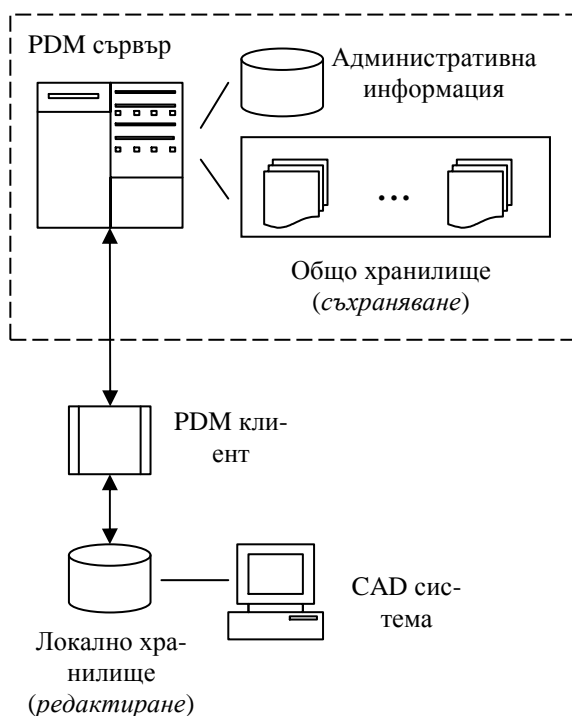 PDM сървър
Административна
информация
...
Общо хранилище
(съхраняване)
PDM кли-
ент
CAD сис-
тема
Локално хра-
нилище
(редактиране)